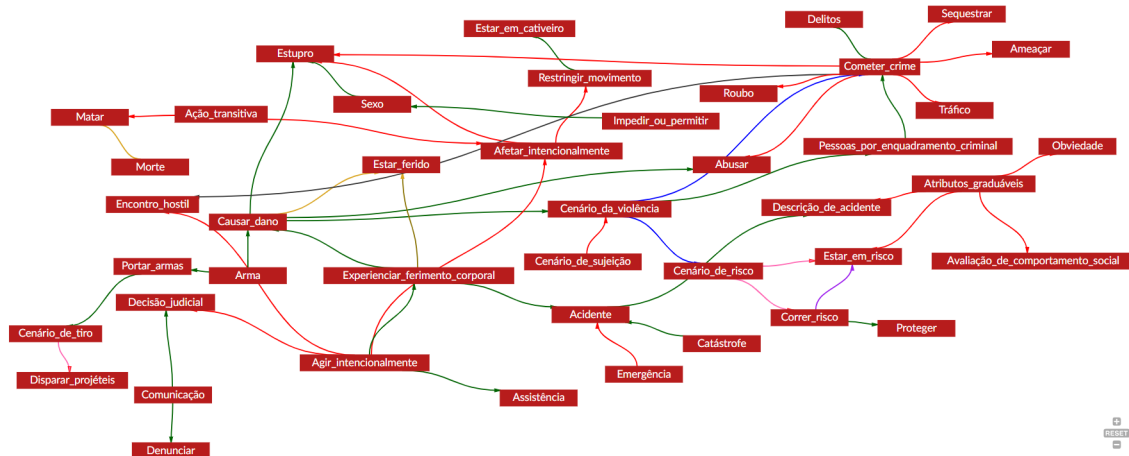 Sequestrar
Delitos
Estar_em_cativeiro
Ameaçar
Estupro
Cometer_crime
Restringir_movimento
Roubo
Sexo
Tráfico
Matar
Ação_transitiva
Impedir_ou_permitir
Pessoas_por_enquadramento_criminal
Obviedade
Afetar_intencionalmente
Morte
Estar_ferido
Abusar
Atributos_graduáveis
Encontro_hostil
Cenário_da_violência
Descrição_de_acidente
Causar_dano
Estar_em_risco
Cenário_de_sujeição
Avaliação_de_comportamento_social
Portar_armas
Arma
Experienciar_ferimento_corporal
Cenário_de_risco
Decisão_judicial
Acidente
Correr_risco
Cenário_de_tiro
Proteger
Catástrofe
Agir_intencionalmente
Emergência
Disparar_projéteis
Comunicação
Assistência
Denunciar
+
RESET
−